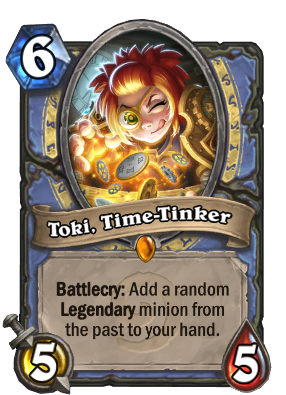 6
Toki, Time-Tinker
Battlecry: Add a random
Legendary minion from
the past to your hand.
5
5